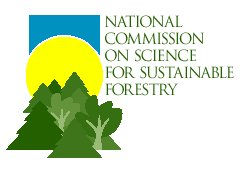 NATIONAL
COMMISSION
ON SCIENCE
FOR SUSTAINABLE
FORESTRY